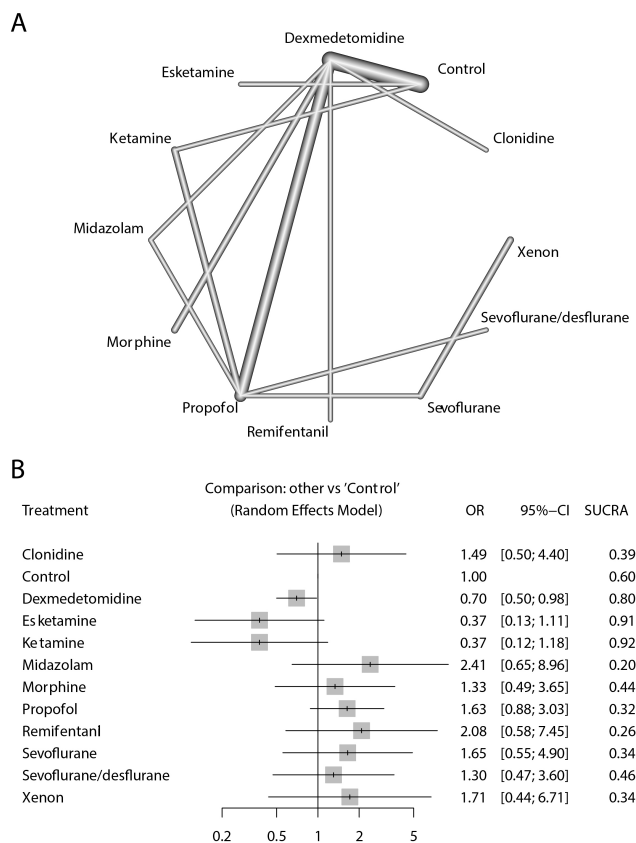 A
Dexmedetomidine
Esketamine
Control
Ketamine
Clonidine
Midazolam
Xenon
Sevoflurane/desflurane
Morphine
Propofol
Sevoflurane
Remifentanil
B
Comparison: other vs 'Control'
Treatment (Random Effects Model) OR 95%−CI SUCRA
Clonidine 1.49 [0.50; 4.40] 0.39
Control 1.00 0.60
Dexmedetomidine 0.70 [0.50; 0.98] 0.80
Esketamine 0.37 [0.13; 1.11] 0.91
Ketamine 0.37 [0.12; 1.18] 0.92
Midazolam 2.41 [0.65; 8.96] 0.20
Morphine 1.33 [0.49; 3.65] 0.44
Propofol 1.63 [0.88; 3.03] 0.32
Remifentanl 2.08 [0.58; 7.45] 0.26
Sevoflurane 1.65 [0.55; 4.90] 0.34
Sevoflurane/desflurane 1.30 [0.47; 3.60] 0.46
Xenon 1.71 [0.44; 6.71] 0.34
0.2 0.5 1 2 5